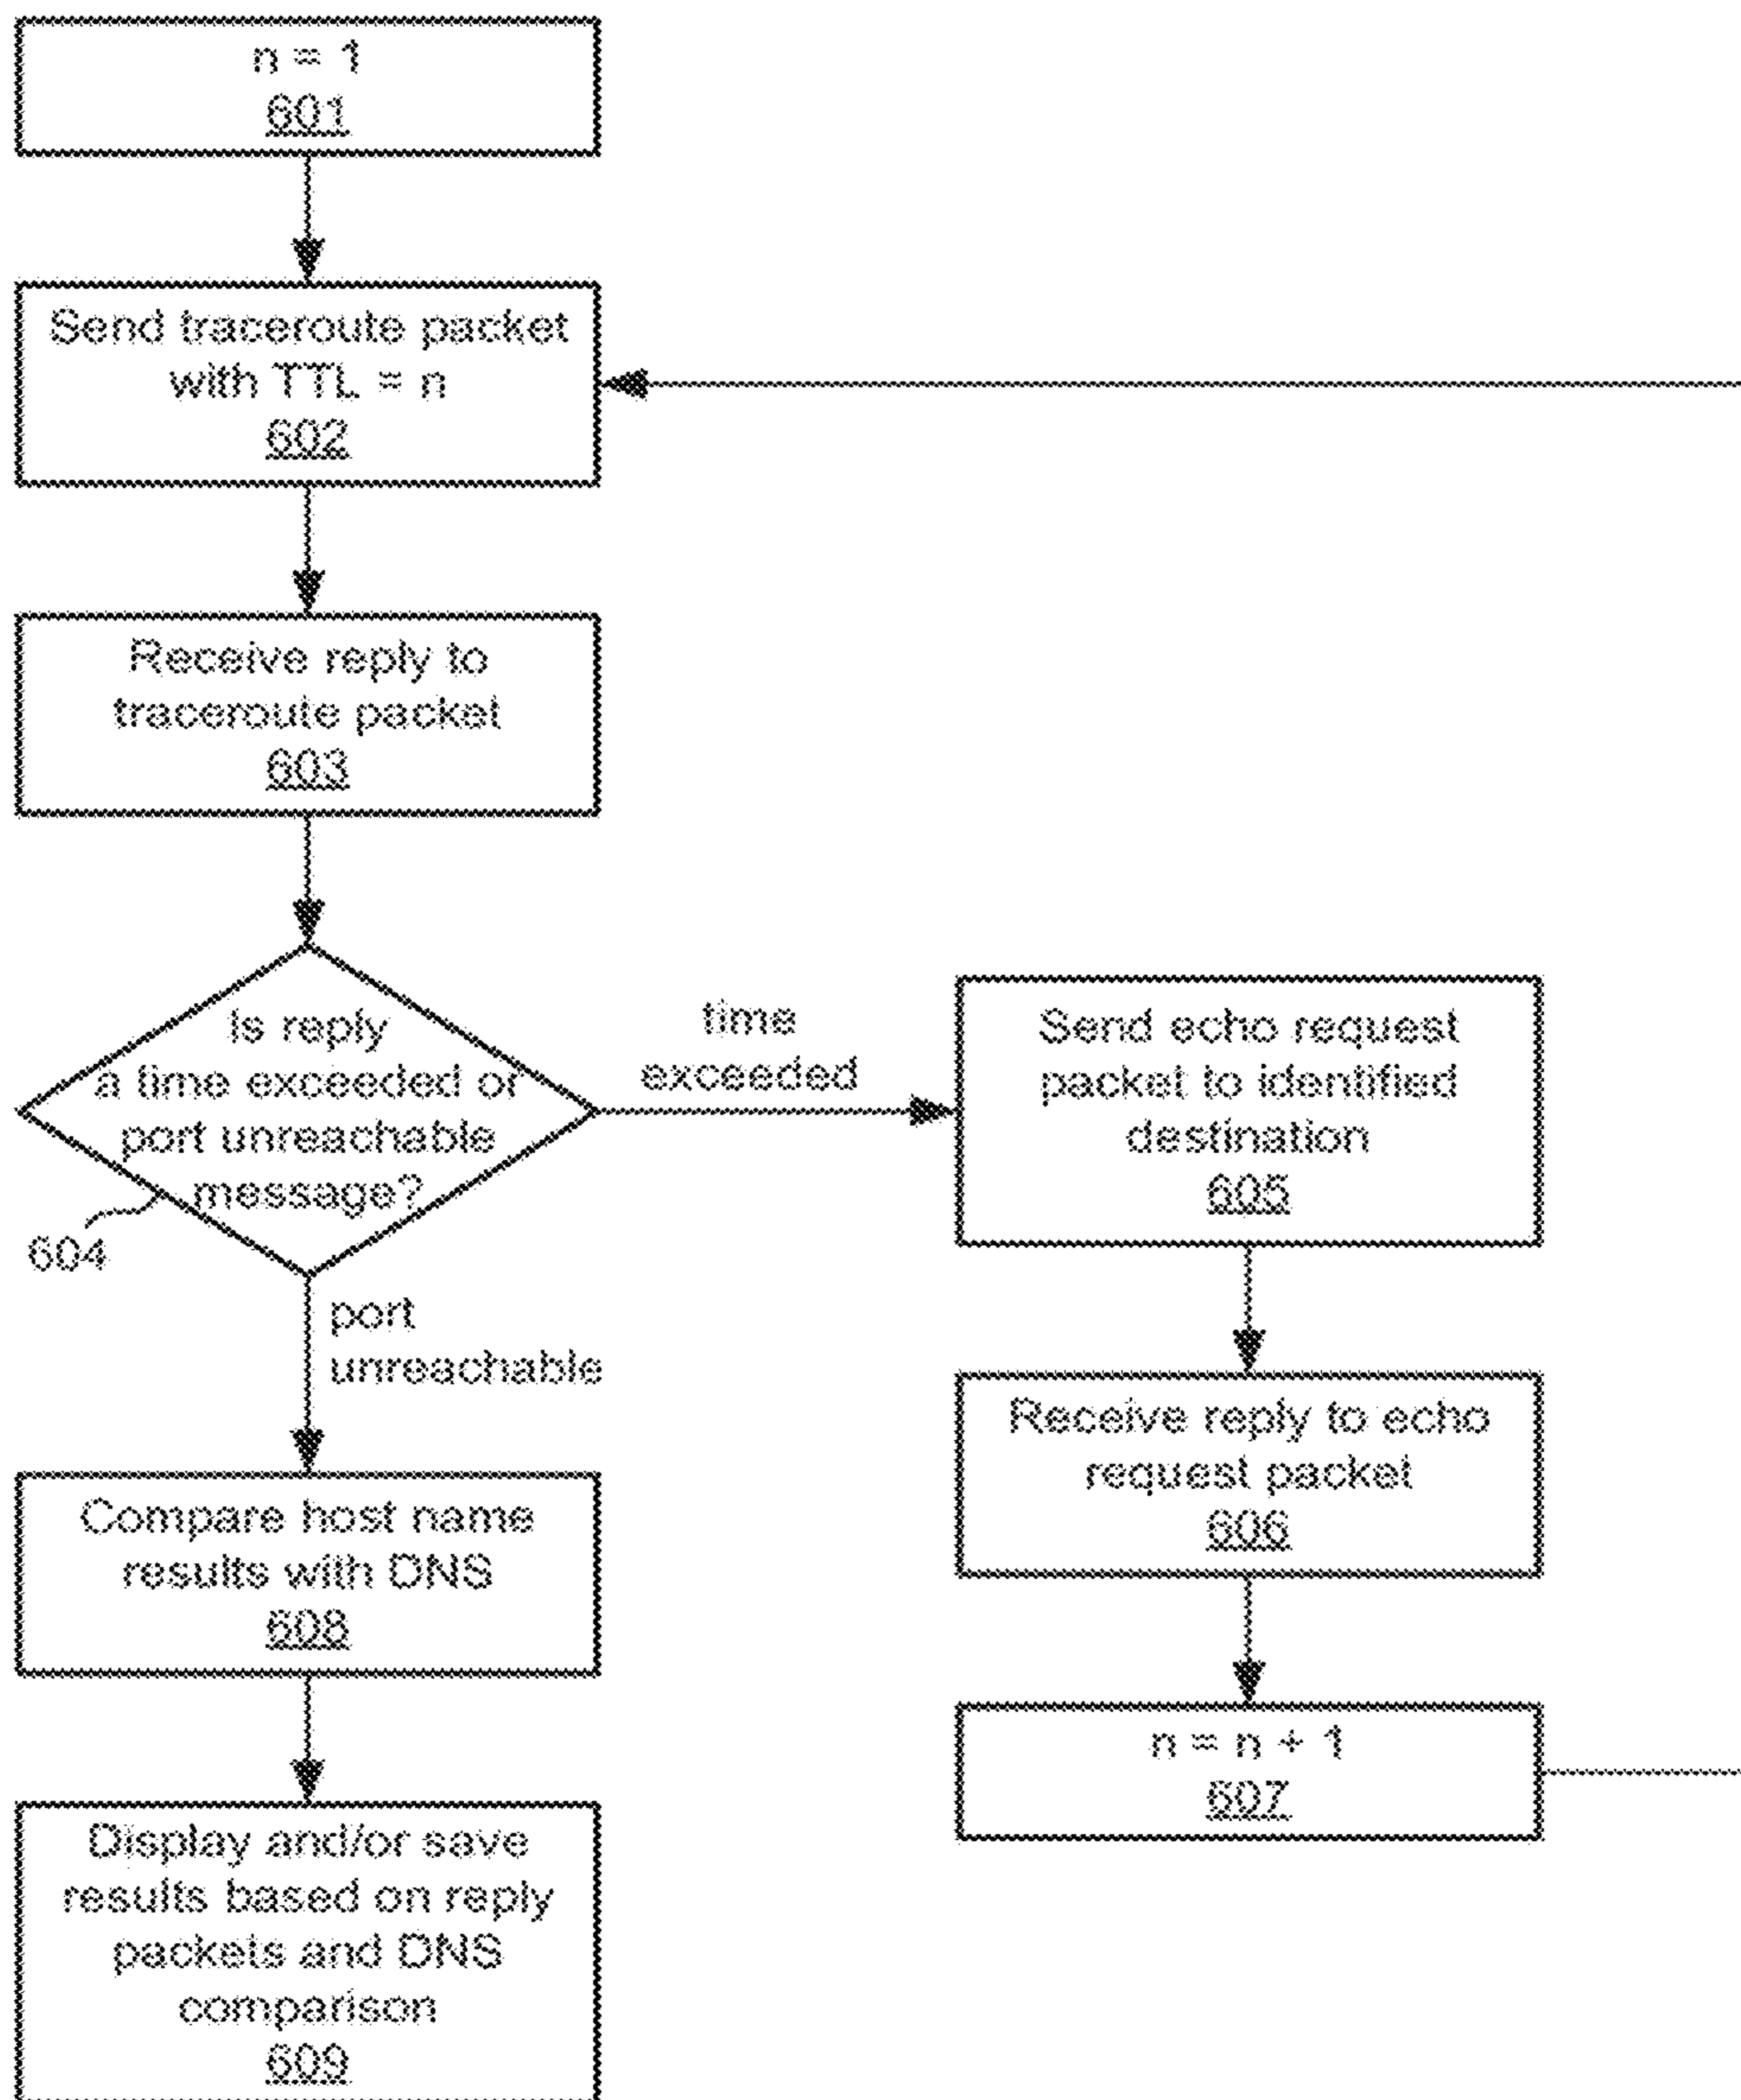 n = 1
601
Send traceroute packet
with TTL = n
602
Receive reply to
traceroute packet
603
Is reply
a time exceeded or
port unreachable
message?
604
time
exceeded
port
unreachable
Send echo request
packet to identified
destination
605
Receive reply to echo
request packet
606
n = n + 1
607
Compare host name
results with DNS
608
Display and/or save
results based on reply
packets and DNS
comparison
609